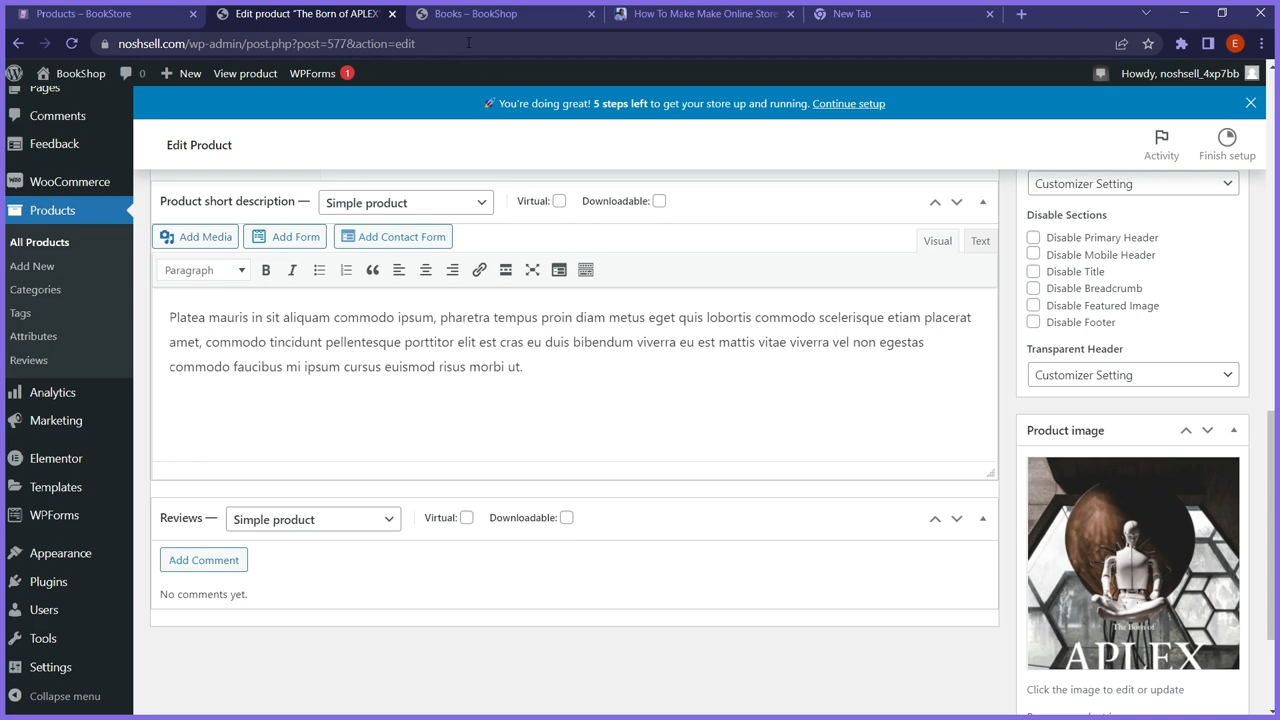 Products – BookStore
Edit product "The Born of APLEX"
Books – BookShop
How To Make Make Online Store
New Tab
noshsell.com/wp-admin/post.php?post=577&action=edit
E
BookShop
0
New
View product
WPForms 1
Howdy, noshsell_4xp7bb
Pages
Comments
Feedback
WooCommerce
Products
All Products
Add New
Categories
Tags
Attributes
Reviews
Analytics
Marketing
Elementor
Templates
WPForms
Appearance
Plugins
Users
Tools
Settings
Collapse menu
🚀 You're doing great! 5 steps left to get your store up and running. Continue setup
Edit Product
Activity
Finish setup
Product short description — Simple product Virtual: Downloadable:
Add Media
Add Form
Add Contact Form
Visual
Text
Paragraph
B I
Platea mauris in sit aliquam commodo ipsum, pharetra tempus proin diam metus eget quis lobortis commodo scelerisque etiam placerat
amet, commodo tincidunt pellentesque porttitor elit est cras eu duis bibendum viverra eu est mattis vitae viverra vel non egestas
commodo faucibus mi ipsum cursus euismod risus morbi ut.
Reviews — Simple product Virtual: Downloadable:
Add Comment
No comments yet.
Customizer Setting
Disable Sections
Disable Primary Header
Disable Mobile Header
Disable Title
Disable Breadcrumb
Disable Featured Image
Disable Footer
Transparent Header
Customizer Setting
Product image
The Born of
APLEX
Click the image to edit or update